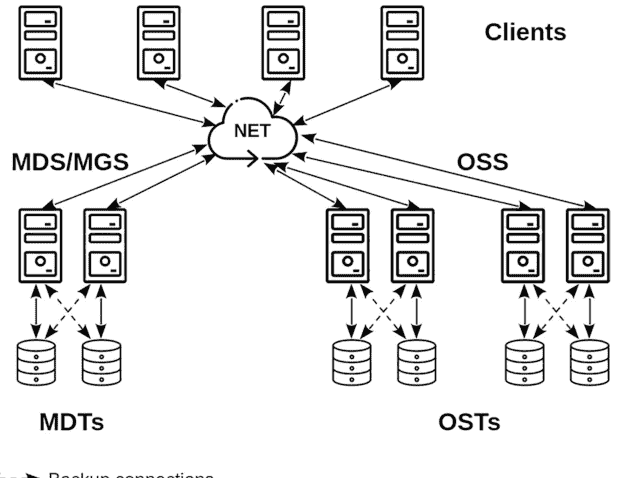 Clients
NET
MDS/MGS
OSS
MDTs
OSTs
Backup connections